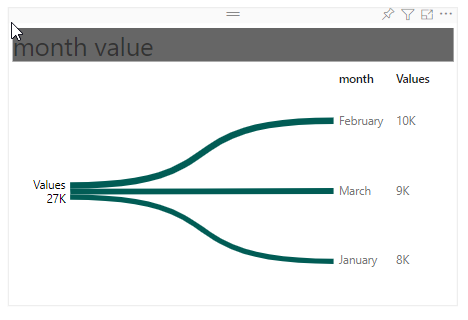 month value
month Values
February 10K
Values
27K
March 9K
January 8K